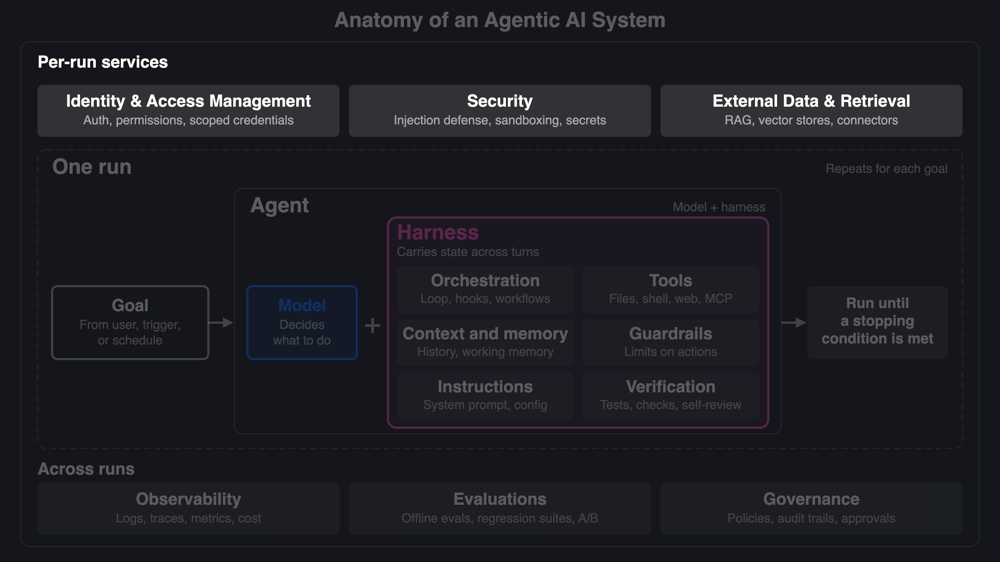 Anatomy of an Agentic AI System
Per-run services
Identity & Access Management
Auth, permissions, scoped credentials
Security
Injection defense, sandboxing, secrets
External Data & Retrieval
RAG, vector stores, connectors
One run
Repeats for each goal
Agent
Model + harness
Harness
Carries state across turns
Goal
From user, trigger,
or schedule
Model
Decides
what to do
+
Orchestration
Loop, hooks, workflows
Tools
Files, shell, web, MCP
Context and memory
History, working memory
Guardrails
Limits on actions
Instructions
System prompt, config
Verification
Tests, checks, self-review
Run until
a stopping
condition is met
Across runs
Observability
Logs, traces, metrics, cost
Evaluations
Offline evals, regression suites, A/B
Governance
Policies, audit trails, approvals